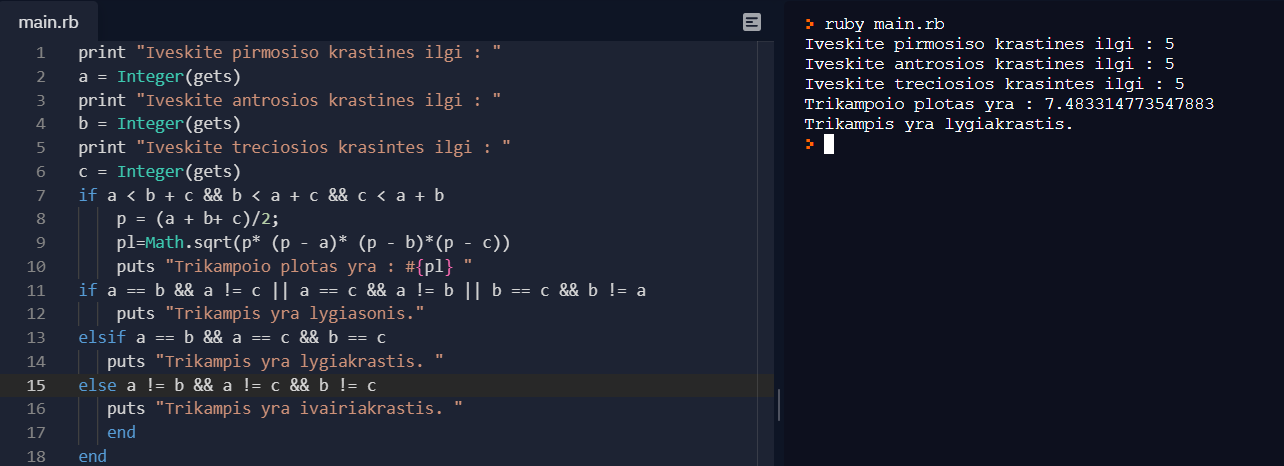 main.rb
1 print "Iveskite pirmosiso krastines ilgi : "
2 a = Integer(gets)
3 print "Iveskite antrosios krastines ilgi : "
4 b = Integer(gets)
5 print "Iveskite treciosios krasintes ilgi : "
6 c = Integer(gets)
7 if a < b + c && b < a + c && c < a + b
8 p = (a + b+ c)/2;
9 pl=Math.sqrt(p* (p - a)* (p - b)*(p - c))
10 puts "Trikampoio plotas yra : #{pl} "
11 if a == b && a != c || a == c && a != b || b == c && b != a
12 puts "Trikampis yra lygiasonis."
13 elsif a == b && a == c && b == c
14 puts "Trikampis yra lygiakrastis. "
15 else a != b && a != c && b != c
16 puts "Trikampis yra ivairiakrastis. "
17 end
18 end
> ruby main.rb
Iveskite pirmosiso krastines ilgi : 5
Iveskite antrosios krastines ilgi : 5
Iveskite treciosios krasintes ilgi : 5
Trikampoio plotas yra : 7.483314773547883
Trikampis yra lygiakrastis.
>